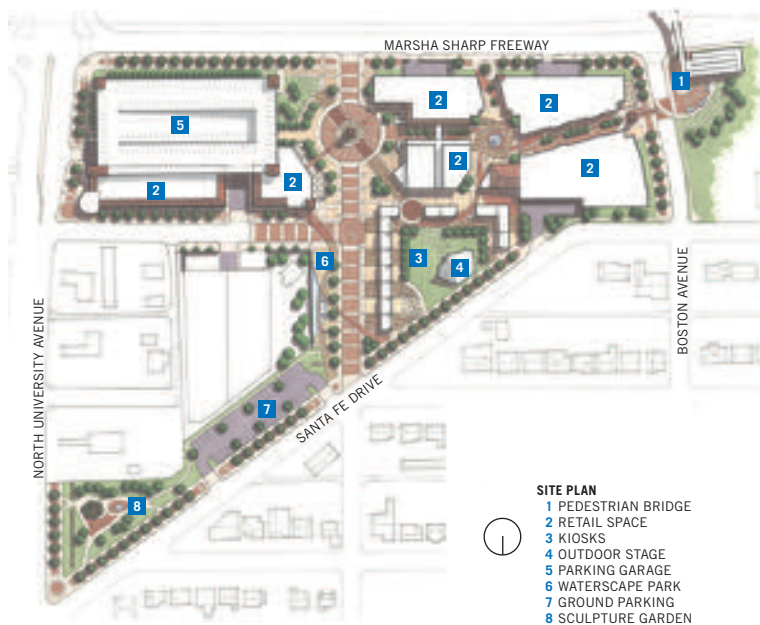 MARSHA SHARP FREEWAY
1
2
2
5
2
2
2
2
3
4
6
BOSTON AVENUE
NORTH UNIVERSITY AVENUE
SANTA FE DRIVE
7
8
SITE PLAN
1 PEDESTRIAN BRIDGE
2 RETAIL SPACE
3 KIOSKS
4 OUTDOOR STAGE
5 PARKING GARAGE
6 WATERSCAPE PARK
7 GROUND PARKING
8 SCULPTURE GARDEN